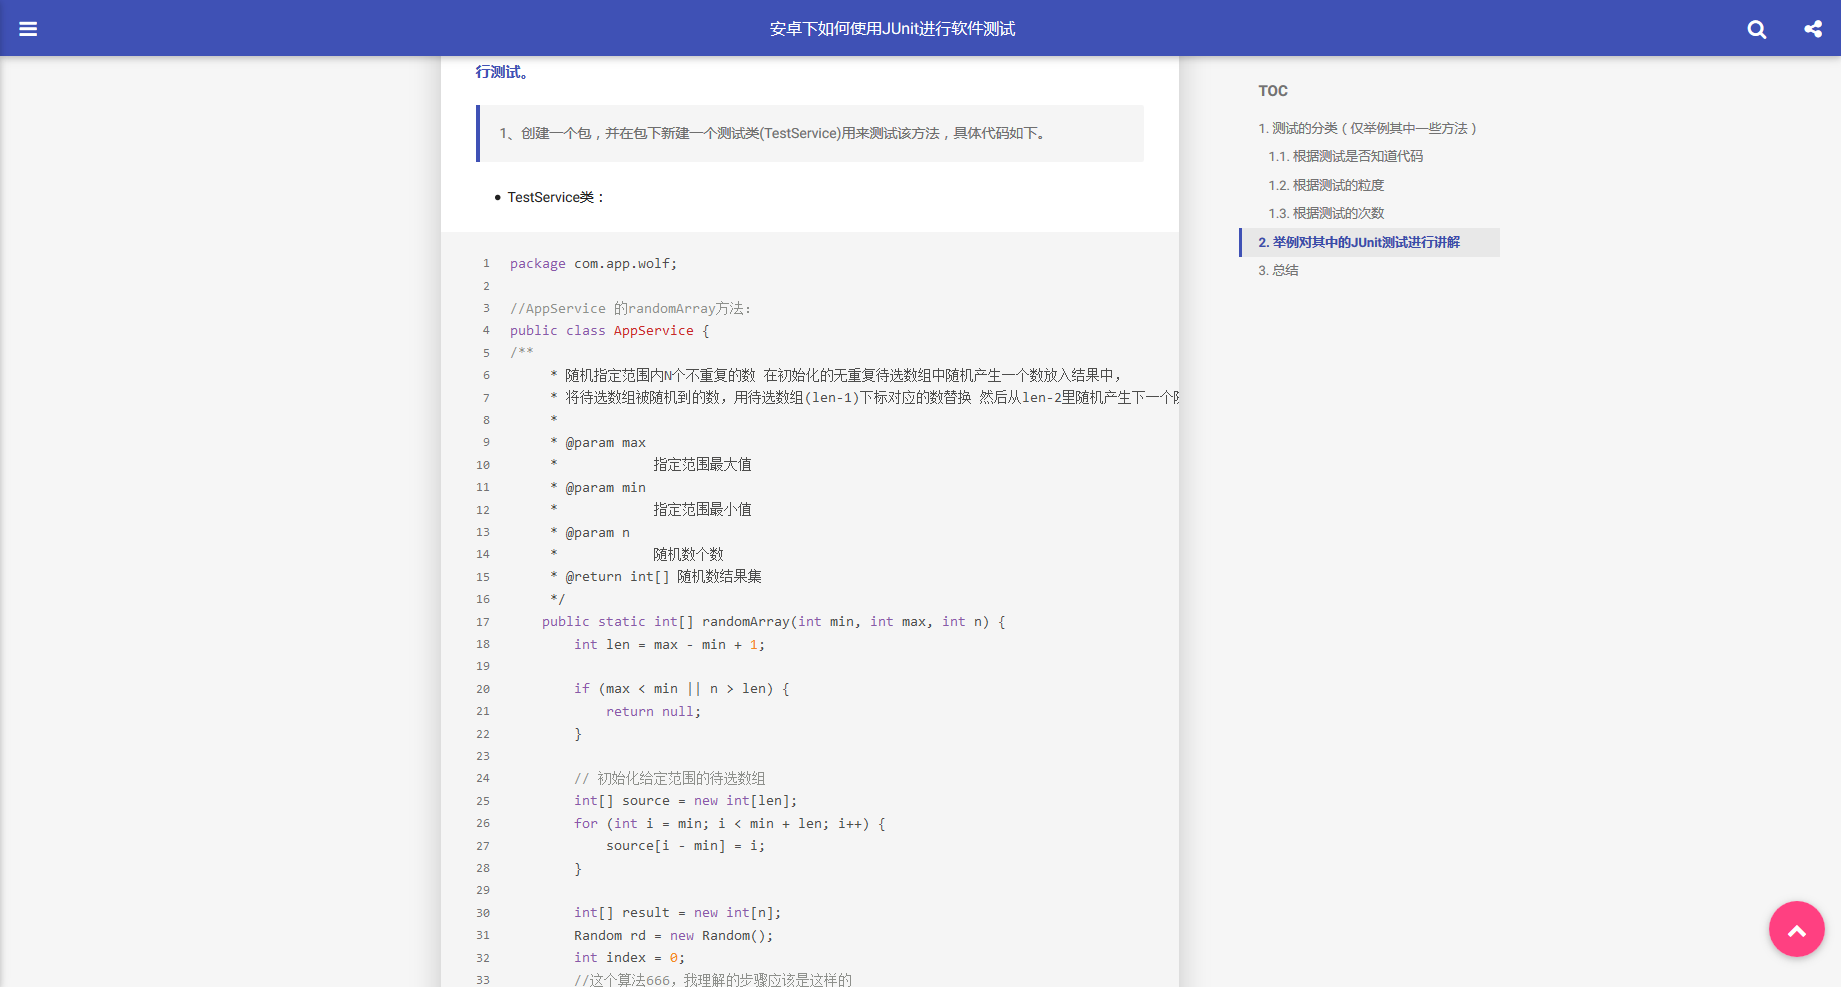 安卓下如何使用JUnit进行软件测试
行测试。
1、创建一个包，并在包下新建一个测试类(TestService)用来测试该方法，具体代码如下。
TestService类：
1 package com.app.wolf;
2
3 //AppService 的randomArray方法:
4 public class AppService {
5 /**
6 * 随机指定范围内N个不重复的数 在初始化的无重复待选数组中随机产生一个数放入结果中，
7 * 将待选数组被随机到的数，用待选数组(len-1)下标对应的数替换 然后从len-2里随机产生下一个
8 *
9 * @param max
10 * 指定范围最大值
11 * @param min
12 * 指定范围最小值
13 * @param n
14 * 随机数个数
15 * @return int[] 随机数结果集
16 */
17 public static int[] randomArray(int min, int max, int n) {
18 int len = max - min + 1;
19
20 if (max < min || n > len) {
21 return null;
22 }
23
24 // 初始化给定范围的待选数组
25 int[] source = new int[len];
26 for (int i = min; i < min + len; i++) {
27 source[i - min] = i;
28 }
29
30 int[] result = new int[n];
31 Random rd = new Random();
32 int index = 0;
33 //这个算法666，我理解的步骤应该是这样的
TOC
1. 测试的分类（仅举例其中一些方法）
1.1. 根据测试是否知道代码
1.2. 根据测试的粒度
1.3. 根据测试的次数
2. 举例对其中的JUnit测试进行讲解
3. 总结